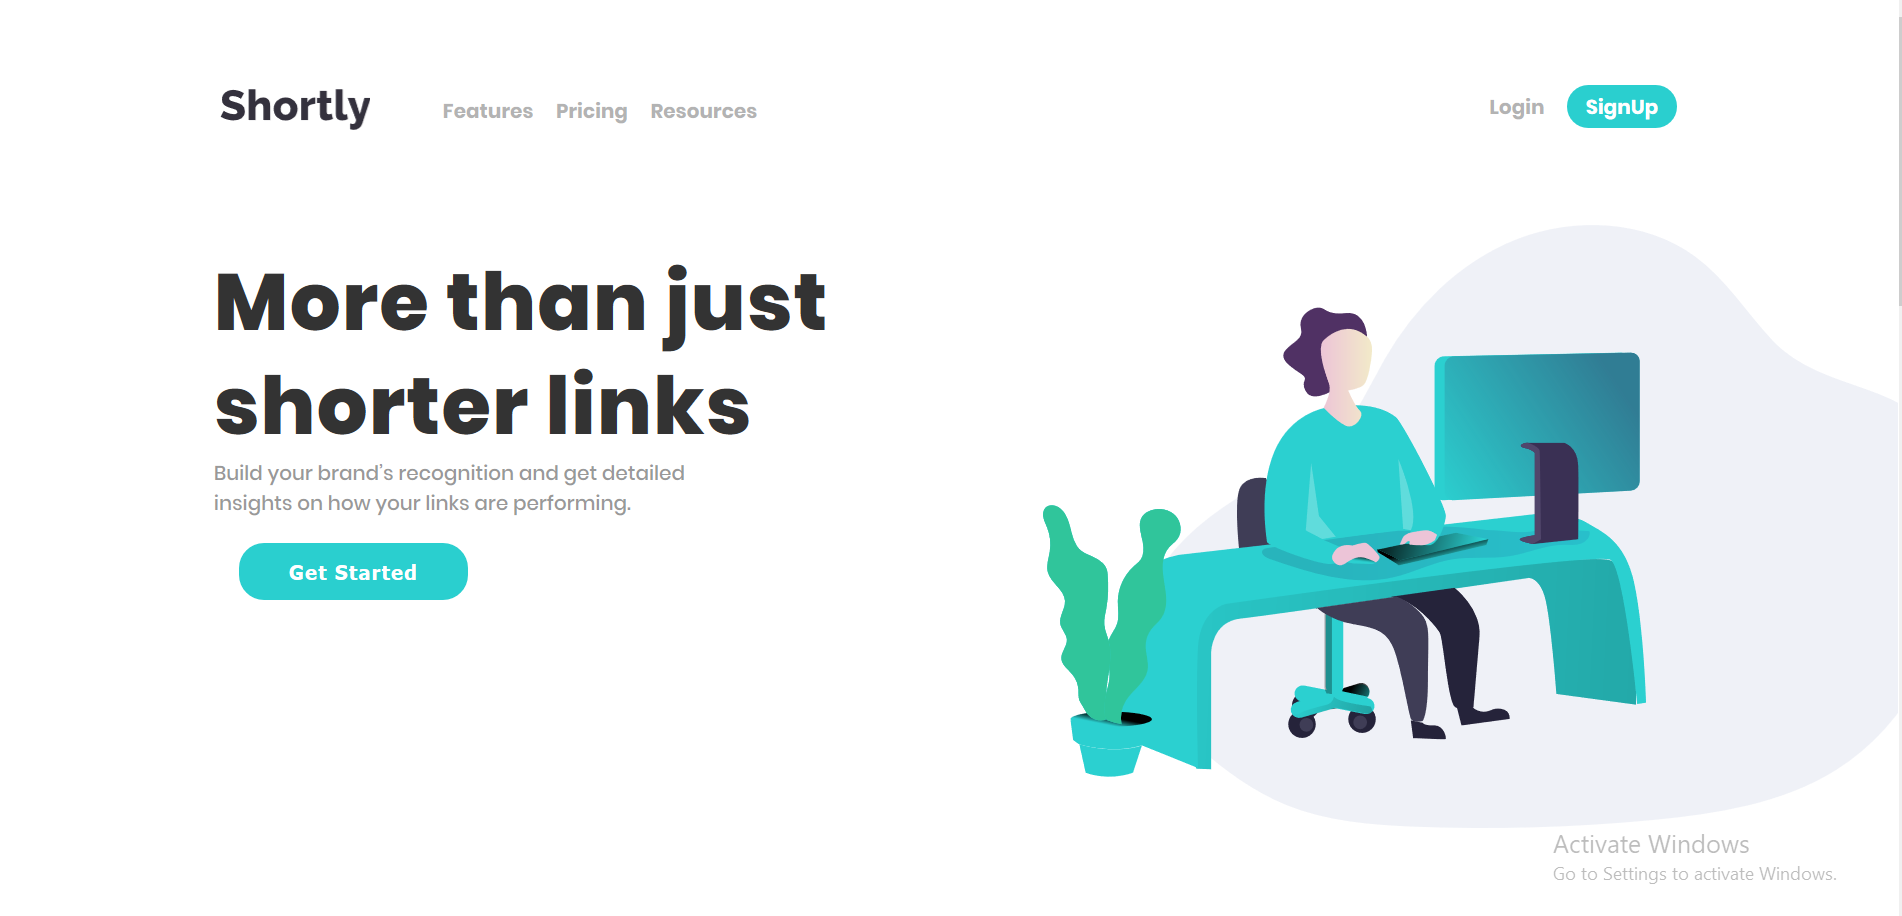 Shortly
Features Pricing Resources
Login SignUp
More than just
shorter links
Build your brand's recognition and get detailed
insights on how your links are performing.
Get Started
Activate Windows
Go to Settings to activate Windows.